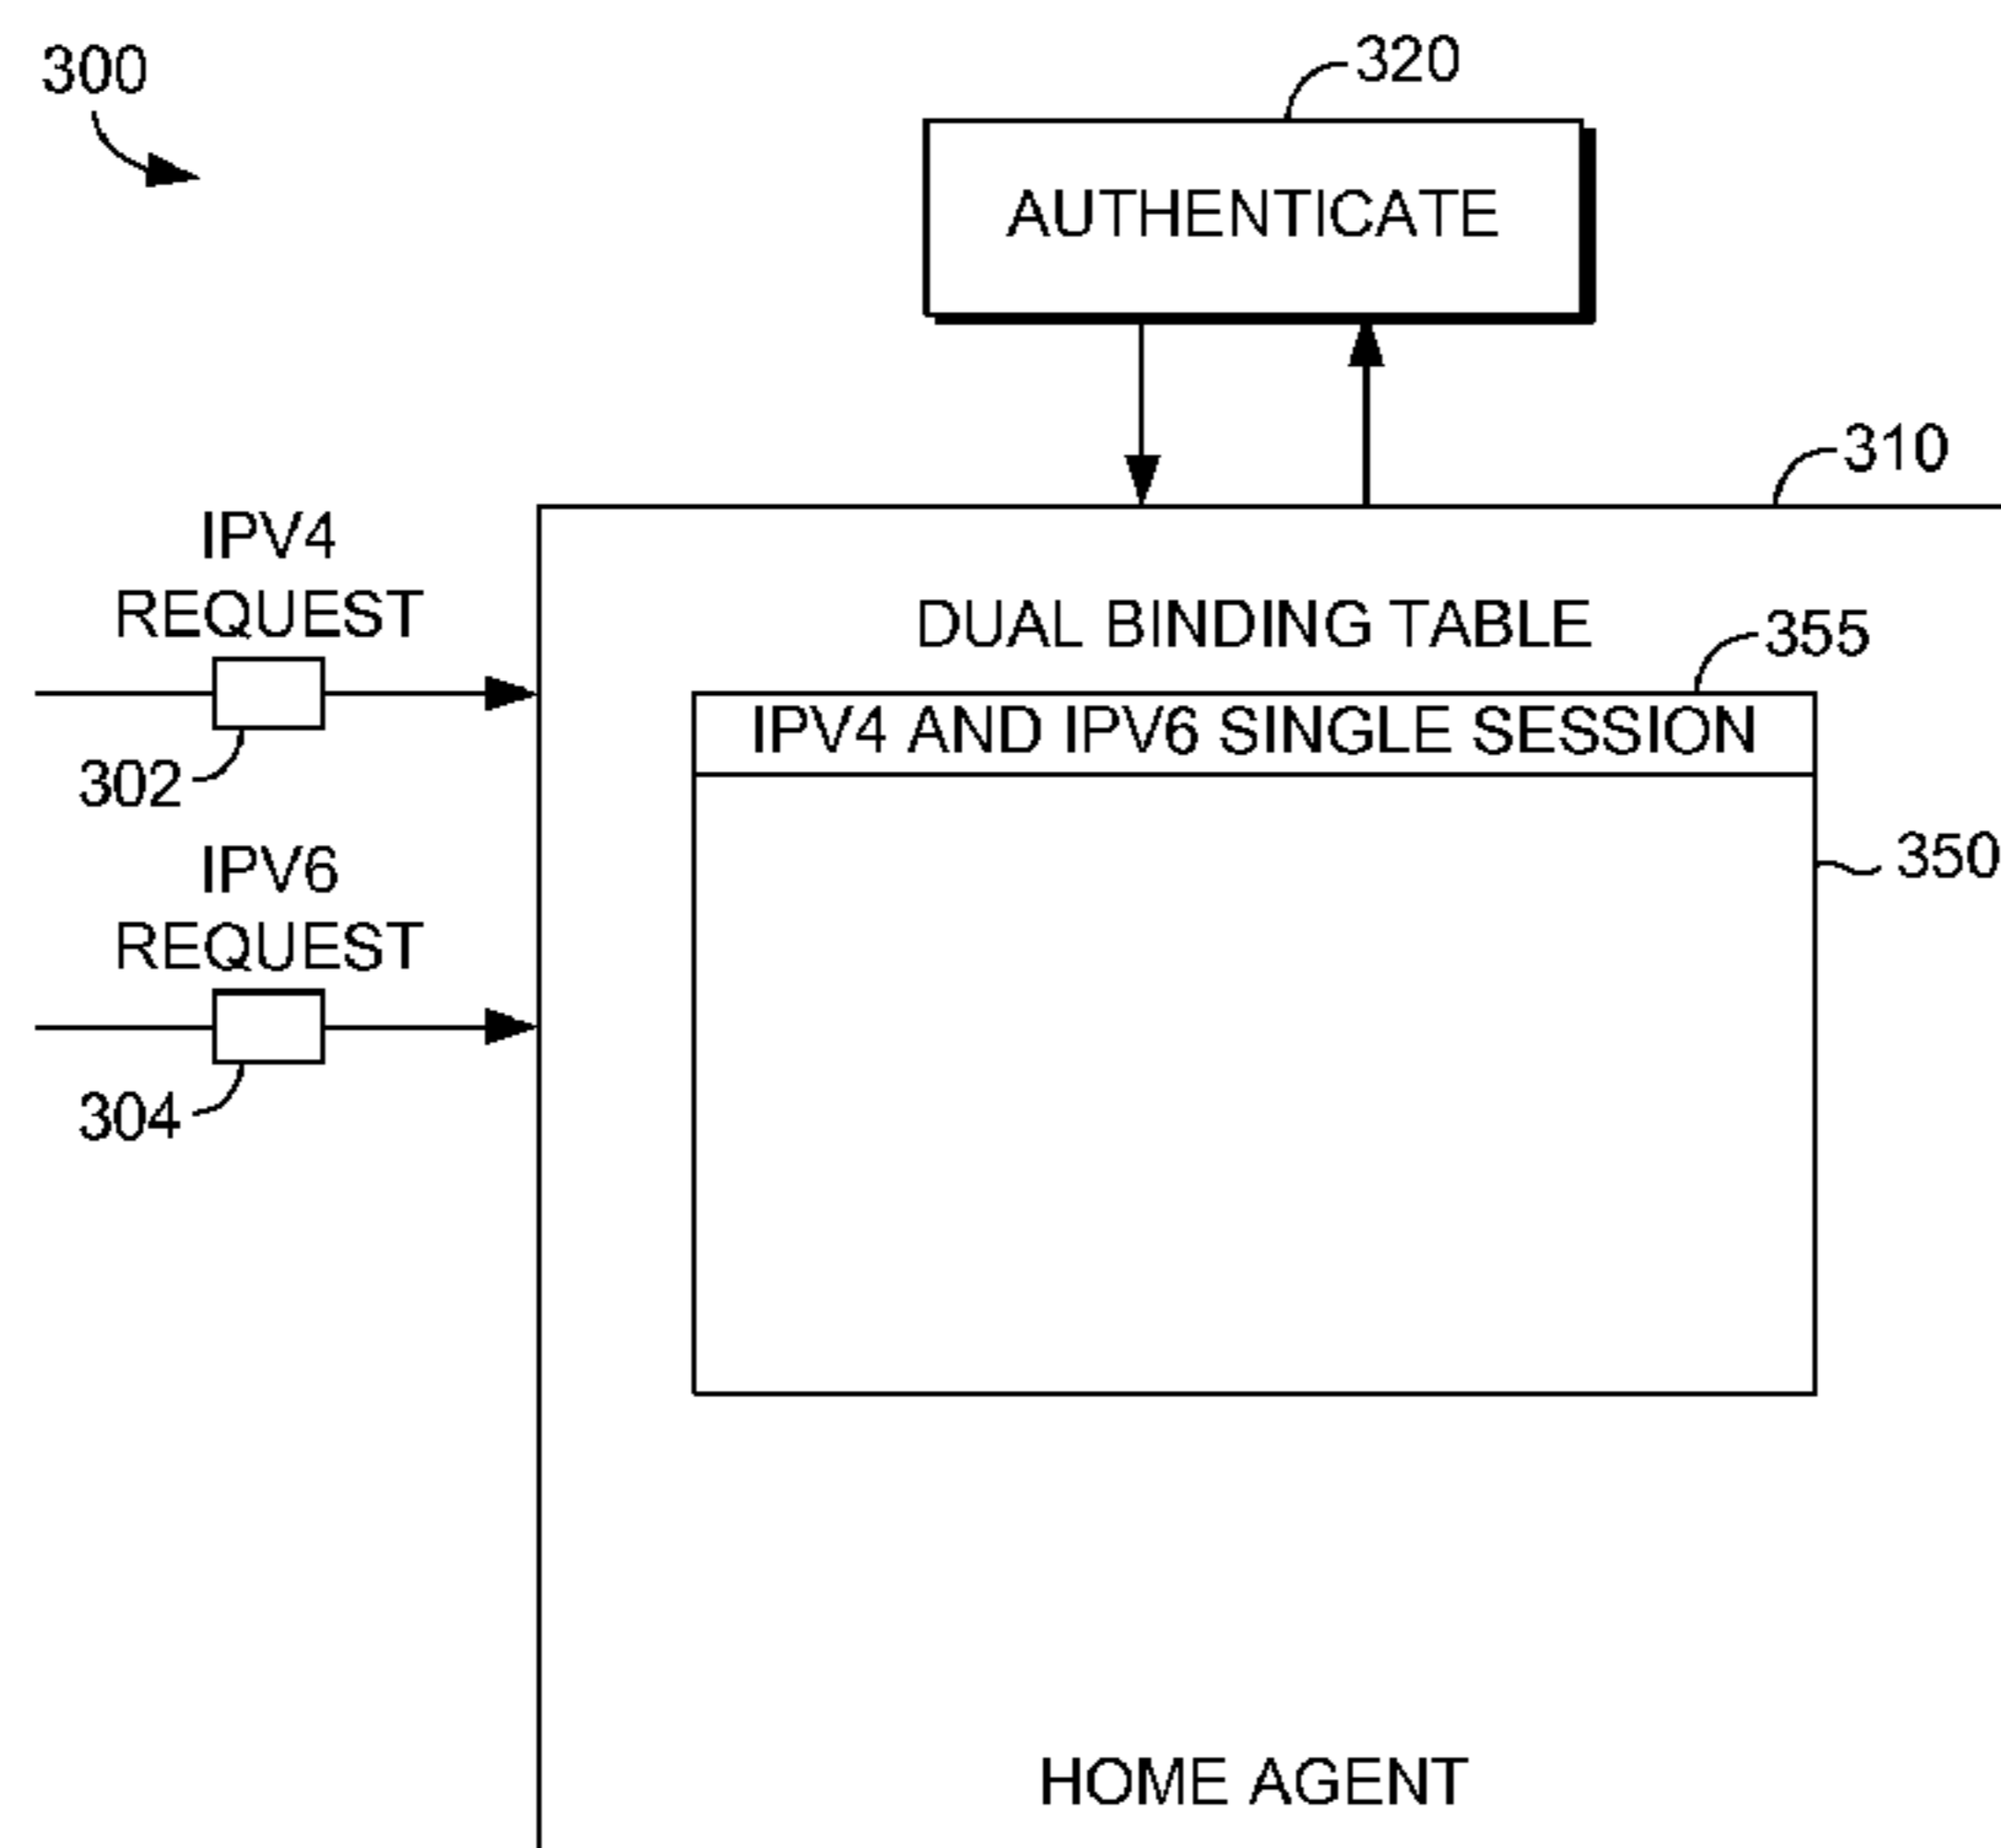 300
320
AUTHENTICATE
310
IPV4
REQUEST
DUAL BINDING TABLE
355
IPV4 AND IPV6 SINGLE SESSION
302
IPV6
350
REQUEST
304
HOME AGENT